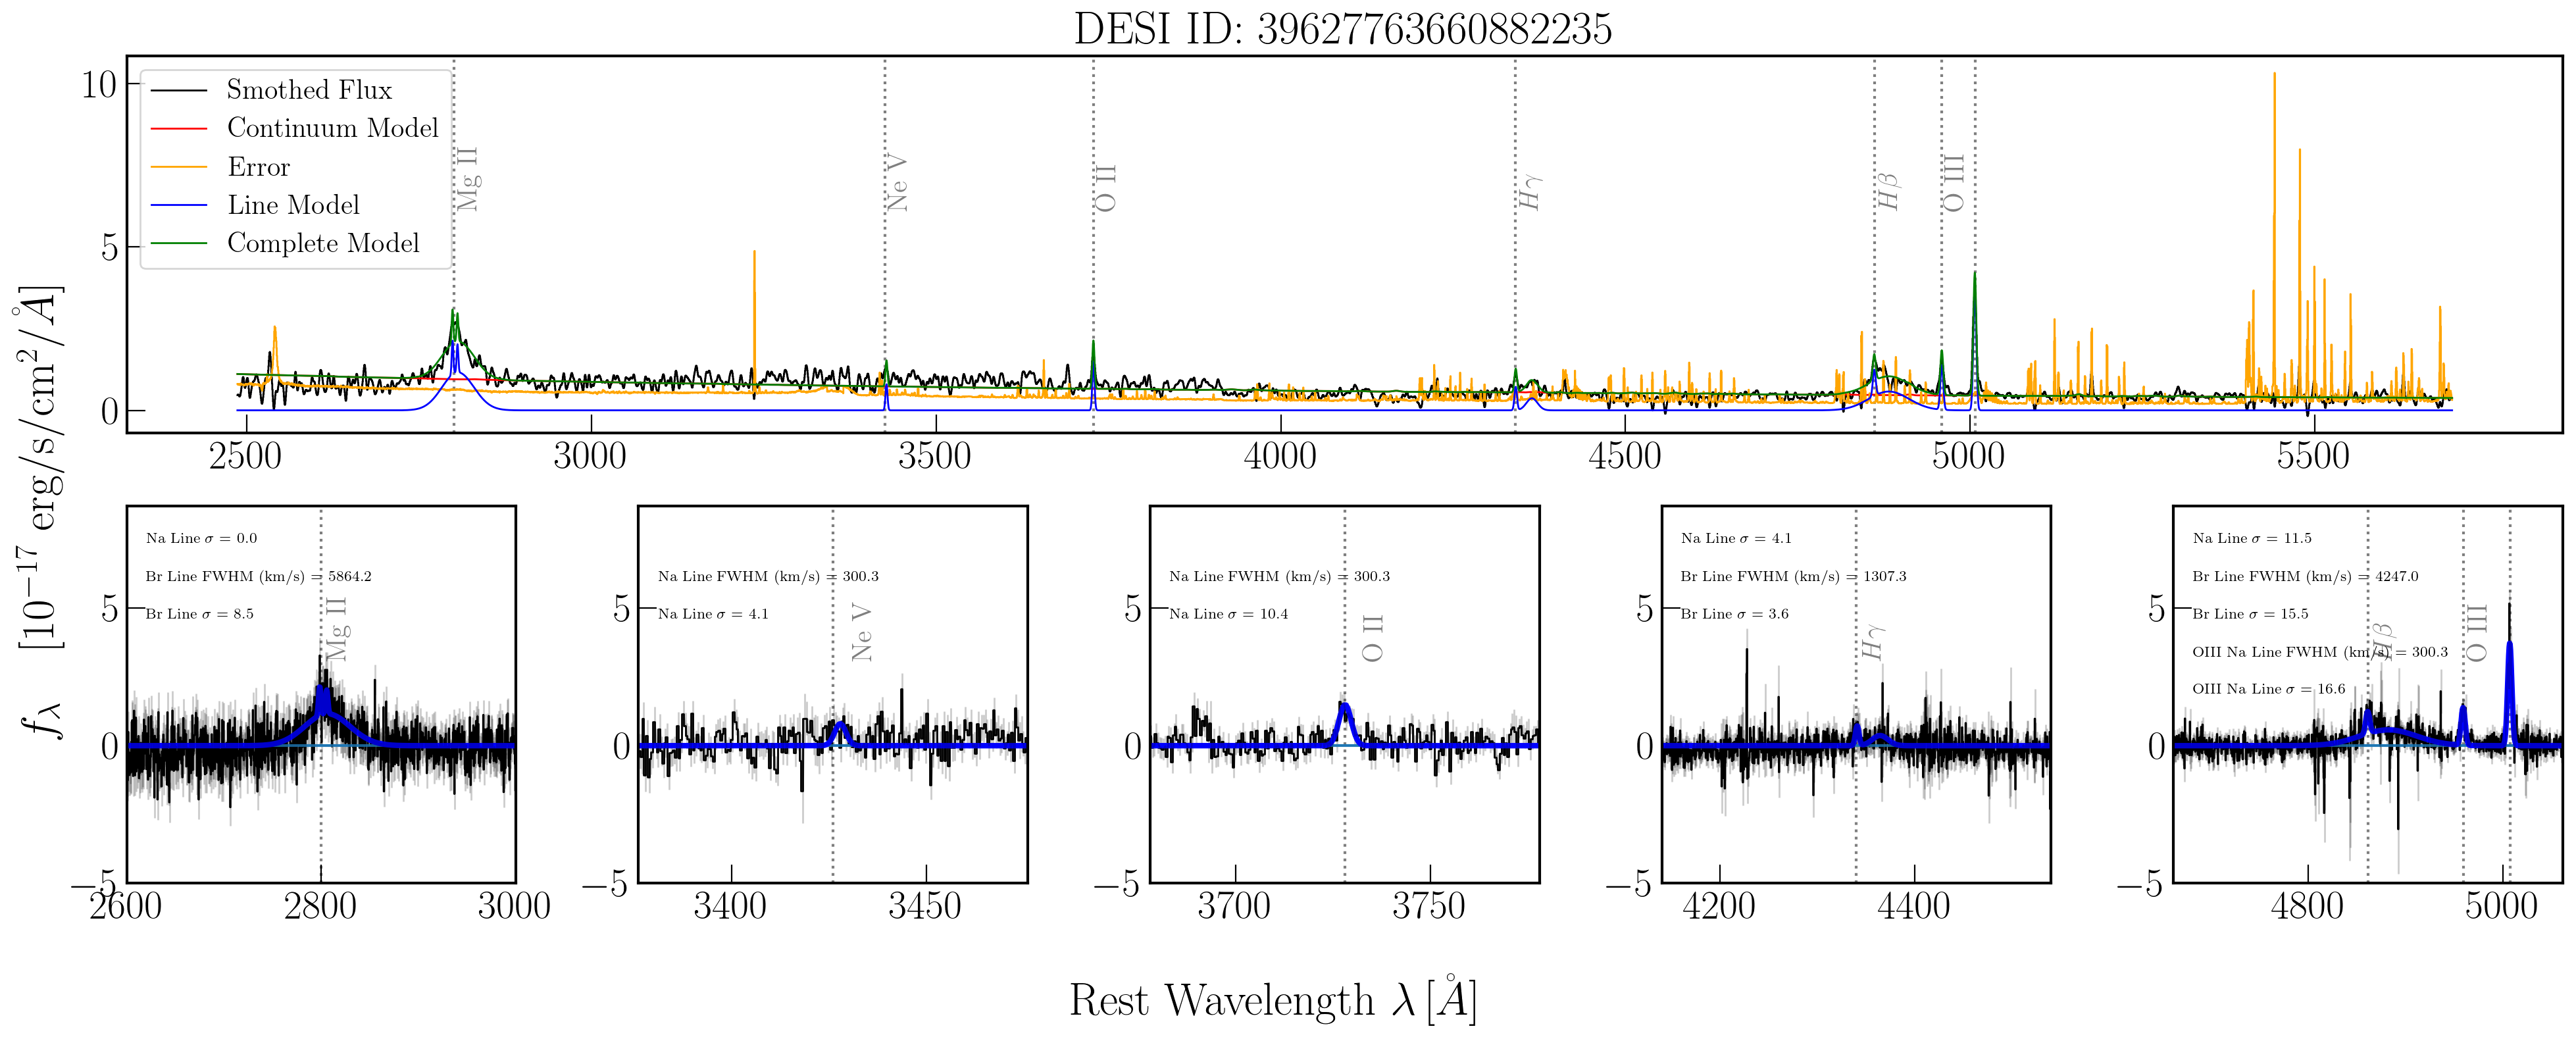 DESI ID: 39627763660882235
Smothed Flux
Continuum Model
Error
Line Model
Complete Model
Mg II
Ne V
O II
Hγ
Hβ
O III
10
5
0
2500 3000 3500 4000 4500 5000 5500
f_λ [10^{-17} erg/s/cm^2/Å]
Na Line σ = 0.0
Br Line FWHM (km/s) = 5864.2
Br Line σ = 8.5
Mg II
5
0
−5
2600 2800 3000
Na Line FWHM (km/s) = 300.3
Na Line σ = 4.1
Ne V
5
0
−5
3400 3450
Na Line FWHM (km/s) = 300.3
Na Line σ = 10.4
O II
5
0
−5
3700 3750
Na Line σ = 4.1
Br Line FWHM (km/s) = 1307.3
Br Line σ = 3.6
Hγ
5
0
−5
4200 4400
Na Line σ = 11.5
Br Line FWHM (km/s) = 4247.0
Br Line σ = 15.5
OIII Na Line FWHM (km/s) = 300.3
OIII Na Line σ = 16.6
Hβ
O III
5
0
−5
4800 5000
Rest Wavelength λ [Å]